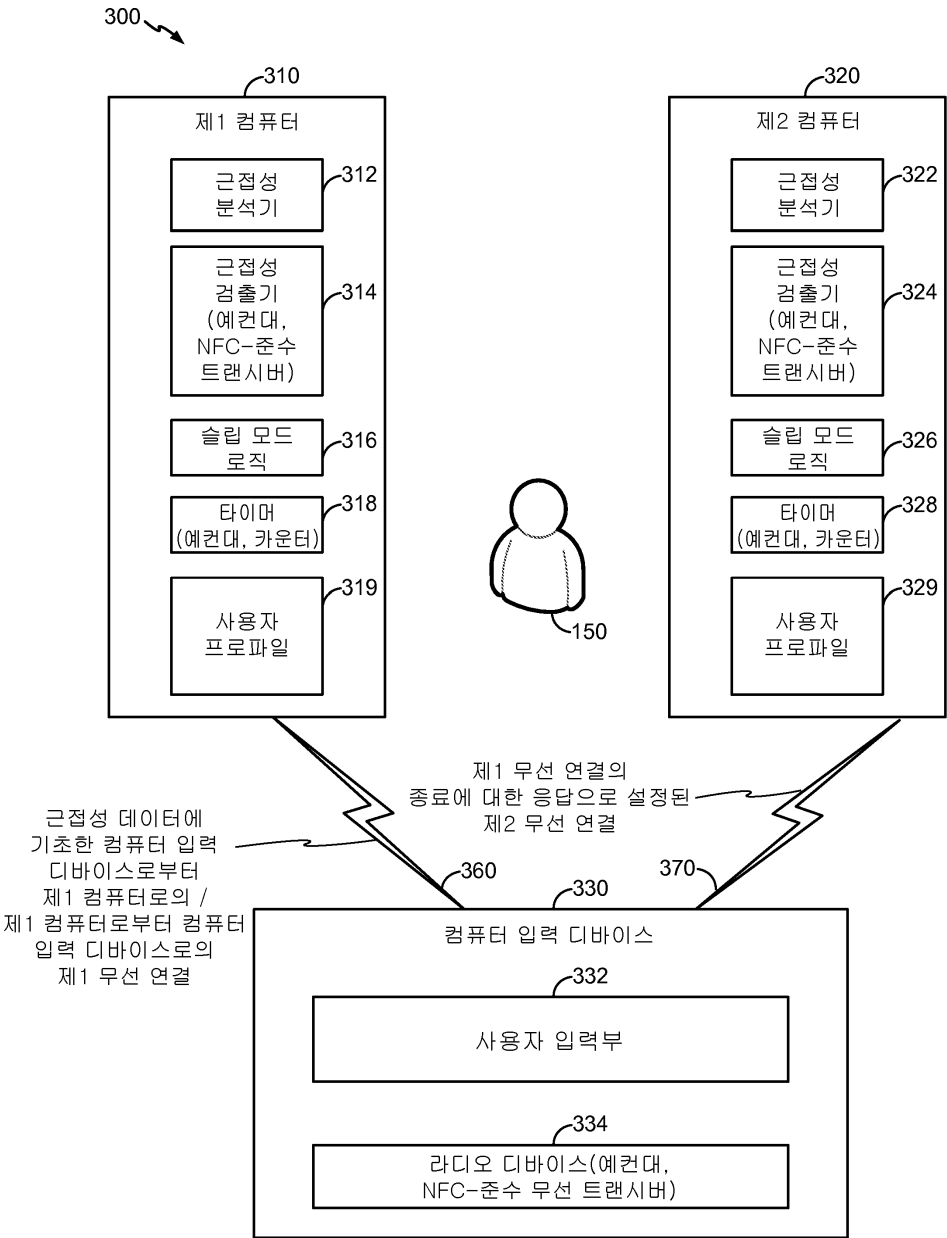 300
310
제1 컴퓨터
근접성
분석기
312
근접성
검출기
(예컨대,
NFC-준수
트랜시버)
314
슬립 모드
로직
316
타이머
(예컨대, 카운터)
318
사용자
프로파일
319
320
제2 컴퓨터
근접성
분석기
322
근접성
검출기
(예컨대,
NFC-준수
트랜시버)
324
슬립 모드
로직
326
타이머
(예컨대, 카운터)
328
사용자
프로파일
329
150
제1 무선 연결의
종료에 대한 응답으로 설정된
제2 무선 연결
근접성 데이터에
기초한 컴퓨터 입력
디바이스로부터
제1 컴퓨터로의 /
제1 컴퓨터로부터 컴퓨터
입력 디바이스로의
제1 무선 연결
360
370
330
컴퓨터 입력 디바이스
332
사용자 입력부
334
라디오 디바이스(예컨대,
NFC-준수 무선 트랜시버)